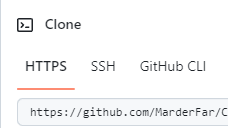 Clone
HTTPS SSH GitHub CLI
https://github.com/MarderFar/C